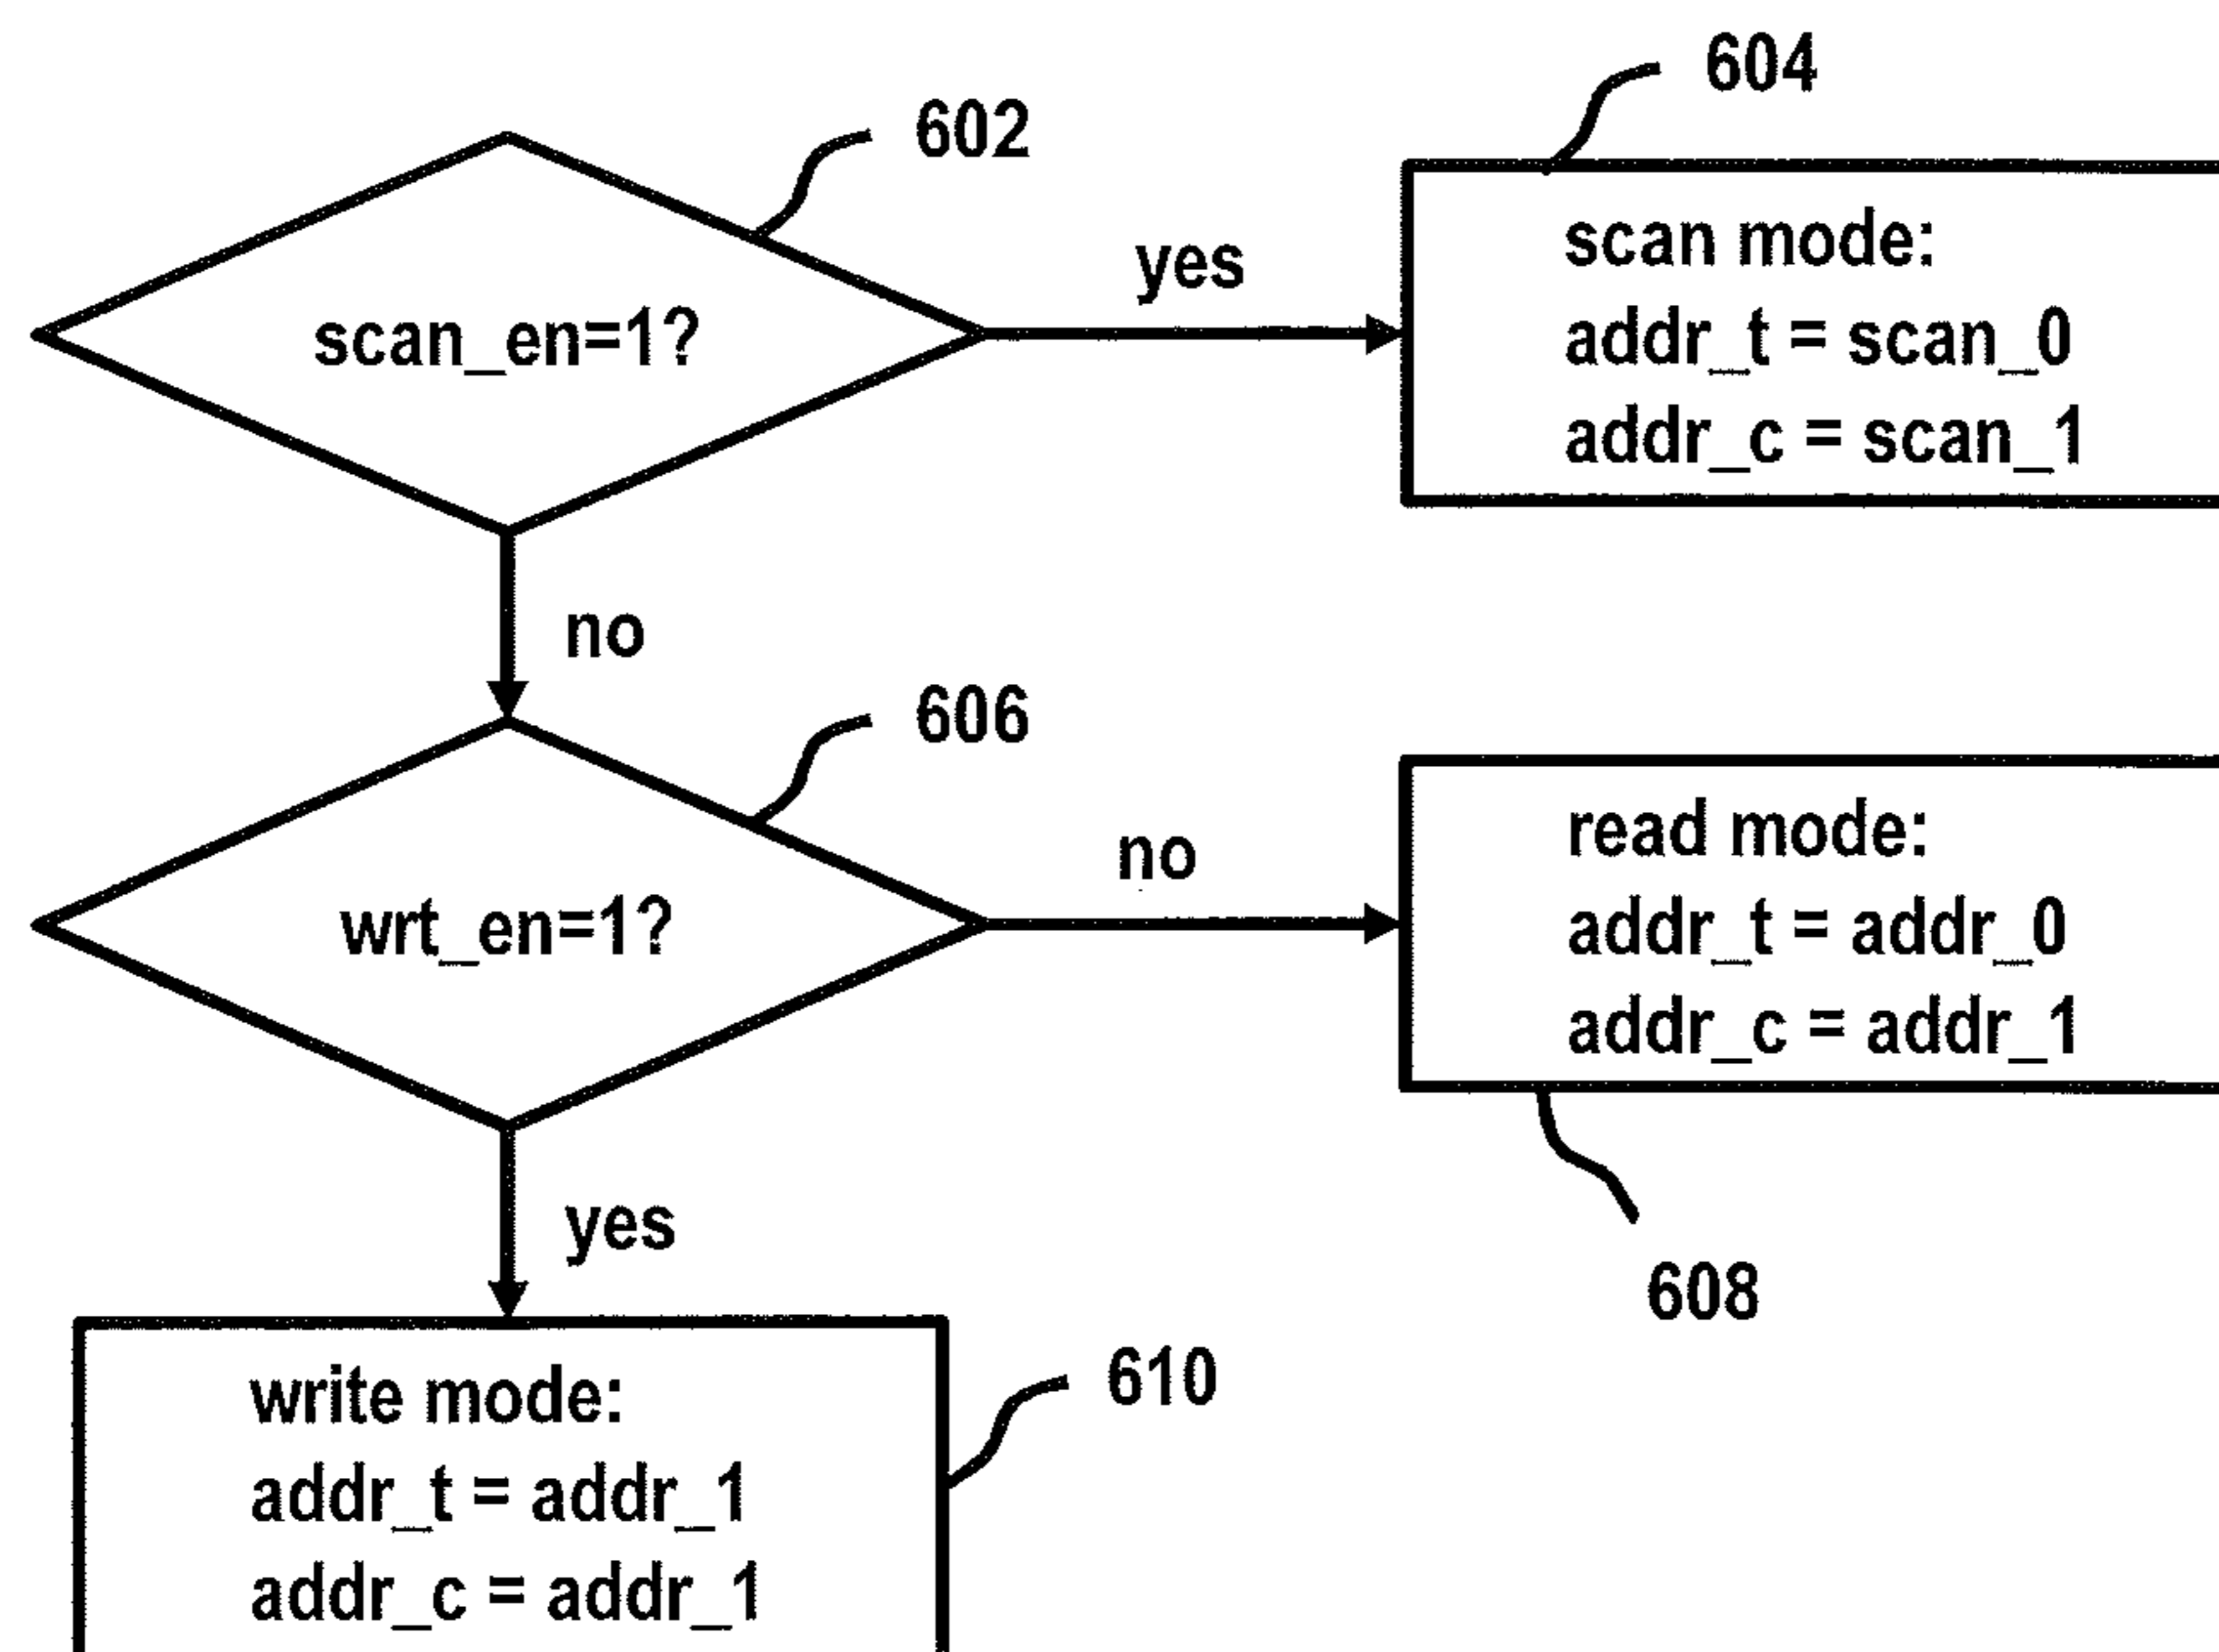 604
602
scan mode:
yes
addr_t = scan_0
scan_en=1?
addr_c = scan_1
no
606
read mode:
no
addr_t = addr_0
wrt_en=1?
addr_c = addr_1
yes
608
610
write mode:
addr_t = addr_1
addr_c = addr_1